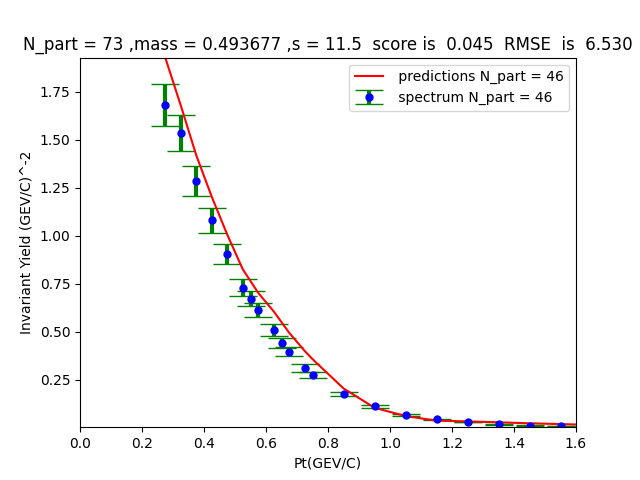 N_part = 73 ,mass = 0.493677 ,s = 11.5  score is  0.045  RMSE  is  6.530
predictions N_part = 46
spectrum N_part = 46
Invariant Yield (GEV/C)^-2
1.75
1.50
1.25
1.00
0.75
0.50
0.25
0.0 0.2 0.4 0.6 0.8 1.0 1.2 1.4 1.6
Pt(GEV/C)